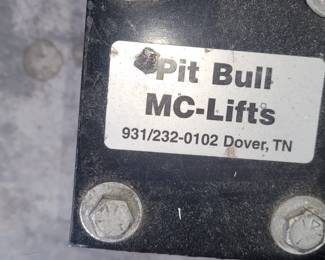 Pit Bull
MC-Lifts
931/232-0102 Dover, TN